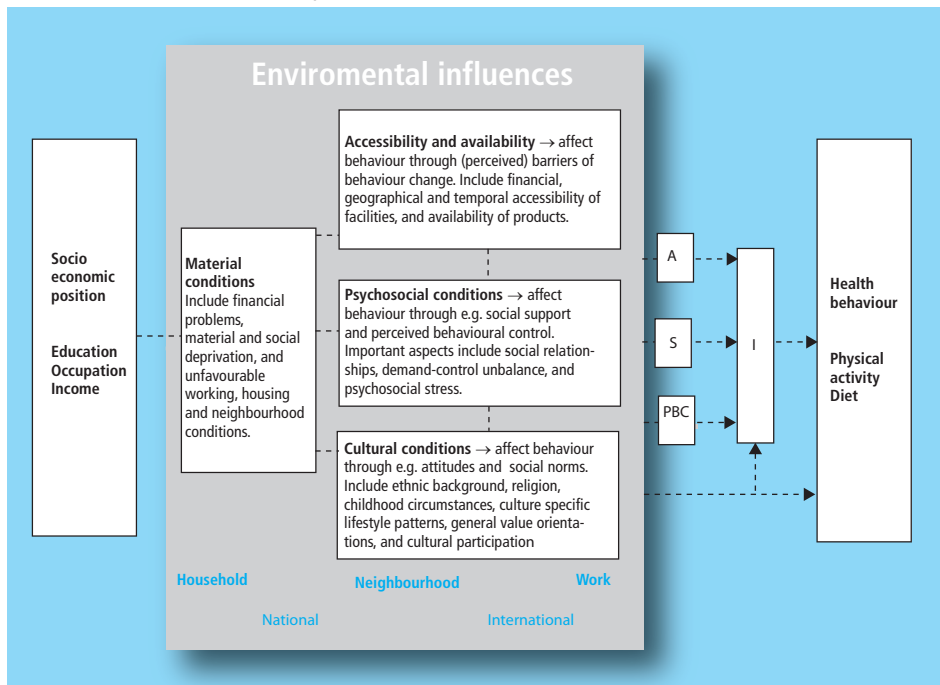 Enviromental influences
Socio
economic
position
Education
Occupation
Income
Material
conditions
Include financial
problems,
material and social
deprivation, and
unfavourable
working, housing
and neighbourhood
conditions.
Accessibility and availability → affect
behaviour through (perceived) barriers of
behaviour change. Include financial,
geographical and temporal accessibility of
facilities, and availability of products.
Psychosocial conditions → affect
behaviour through e.g. social support
and perceived behavioural control.
Important aspects include social relation-
ships, demand-control unbalance, and
psychosocial stress.
Cultural conditions → affect behaviour
through e.g. attitudes and social norms.
Include ethnic background, religion,
childhood circumstances, culture specific
lifestyle patterns, general value orienta-
tions, and cultural participation
A
S
PBC
I
Health
behaviour
Physical
activity
Diet
Household
Neighbourhood
Work
National
International